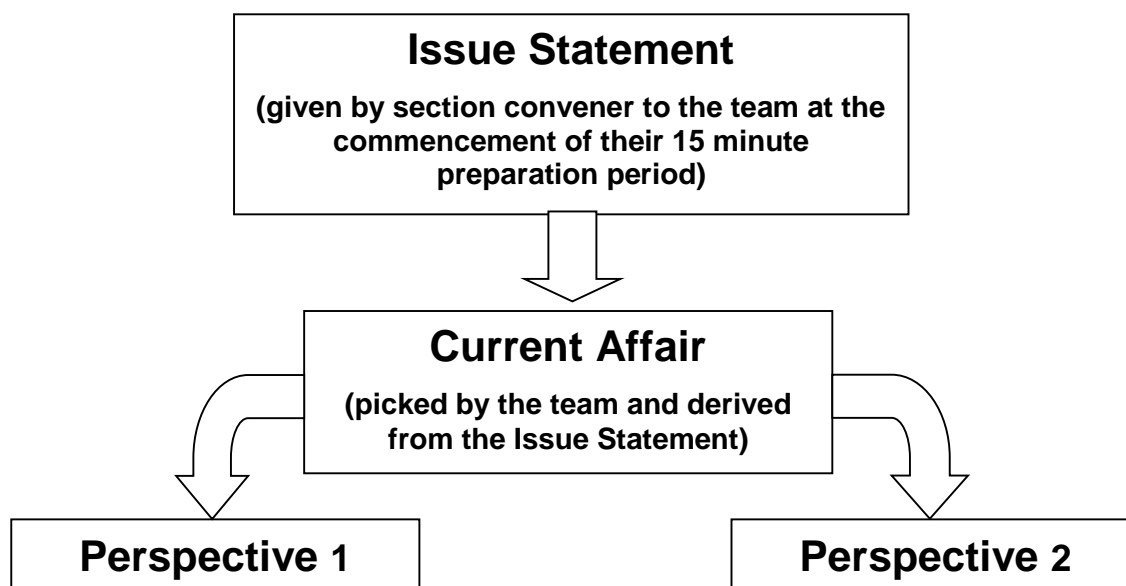 Issue Statement
(given by section convener to the team at the
commencement of their 15 minute
preparation period)
Current Affair
(picked by the team and derived
from the Issue Statement)
Perspective 1
Perspective 2